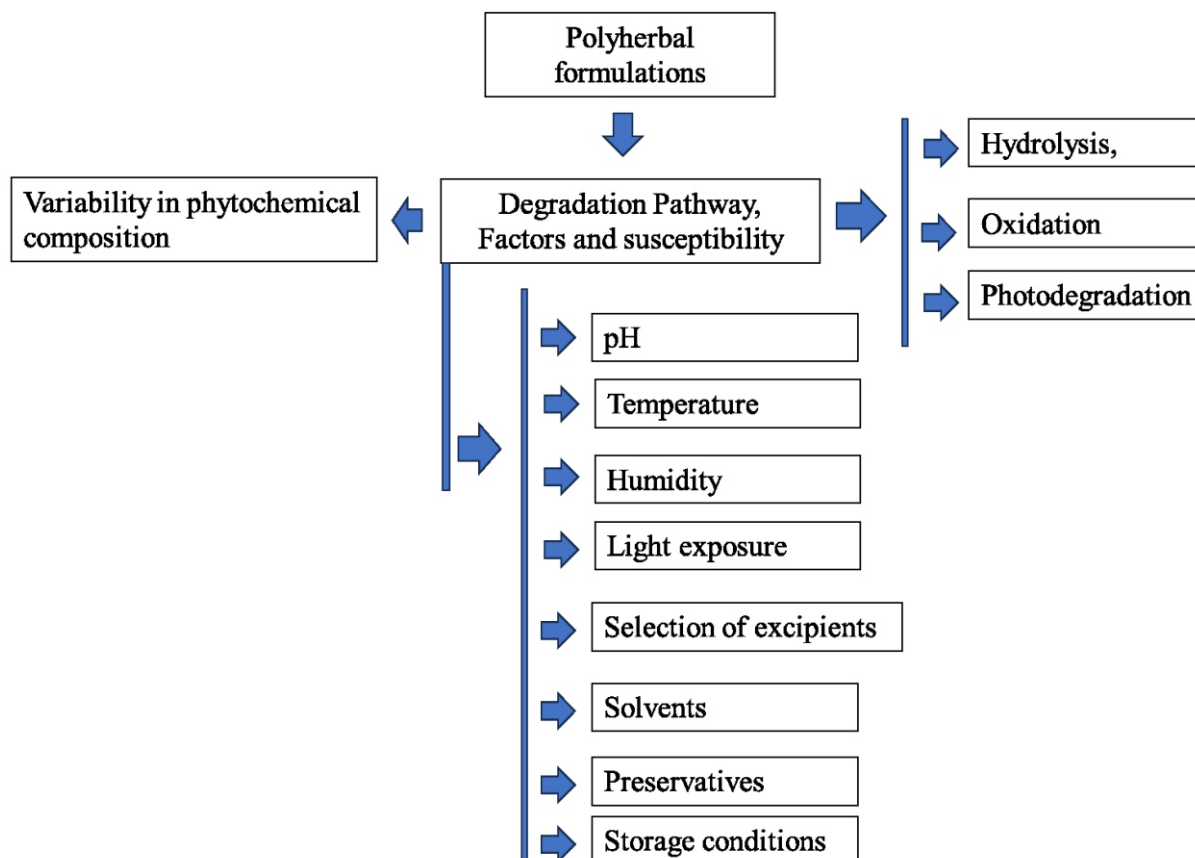 Polyherbal
formulations
Variability in phytochemical
composition
Degradation Pathway,
Factors and susceptibility
Hydrolysis,
Oxidation
Photodegradation
pH
Temperature
Humidity
Light exposure
Selection of excipients
Solvents
Preservatives
Storage conditions